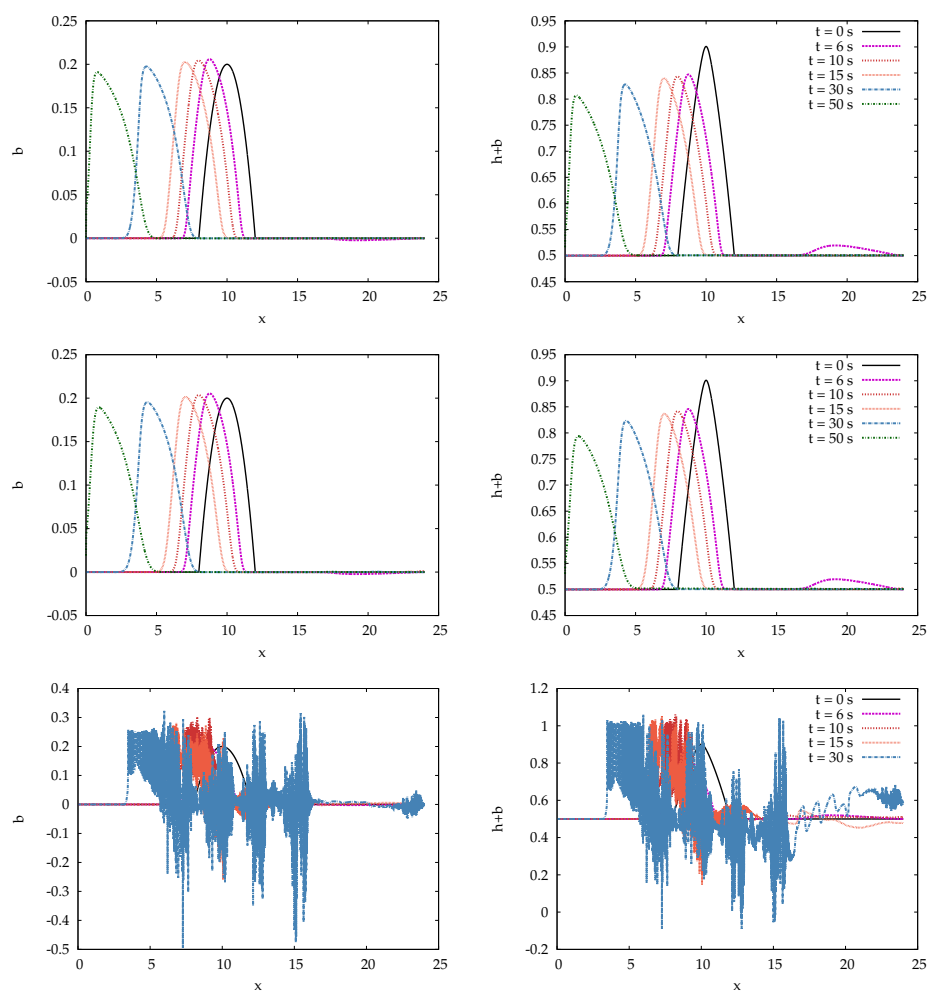 0.25
0.2
0.15
0.1
0.05
0
-0.05
b
0 5 10 15 20 25
x
0.95
0.9
0.85
0.8
0.75
0.7
0.65
0.6
0.55
0.5
0.45
h+b
0 5 10 15 20 25
x
t = 0 s
t = 6 s
t = 10 s
t = 15 s
t = 30 s
t = 50 s
0.25
0.2
0.15
0.1
0.05
0
-0.05
b
0 5 10 15 20 25
x
0.95
0.9
0.85
0.8
0.75
0.7
0.65
0.6
0.55
0.5
0.45
h+b
0 5 10 15 20 25
x
t = 0 s
t = 6 s
t = 10 s
t = 15 s
t = 30 s
t = 50 s
0.4
0.3
0.2
0.1
0
-0.1
-0.2
-0.3
-0.4
-0.5
b
0 5 10 15 20 25
x
1.2
1
0.8
0.6
0.4
0.2
0
-0.2
h+b
0 5 10 15 20 25
x
t = 0 s
t = 6 s
t = 10 s
t = 15 s
t = 30 s